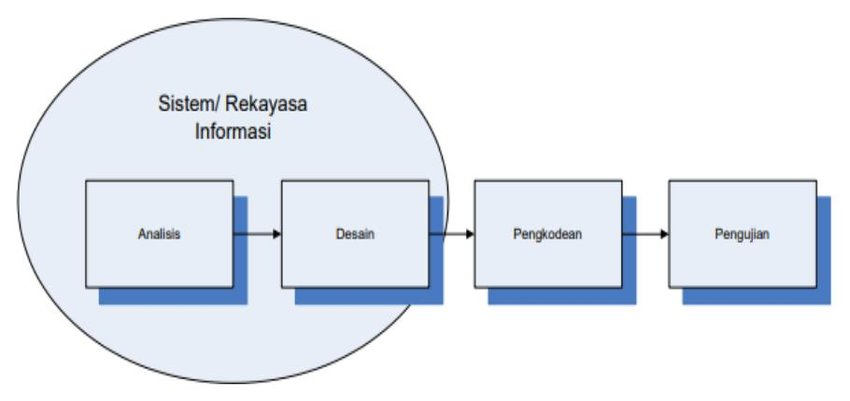 Sistem/ Rekayasa
Informasi
Analisis
Desain
Pengkodean
Pengujian